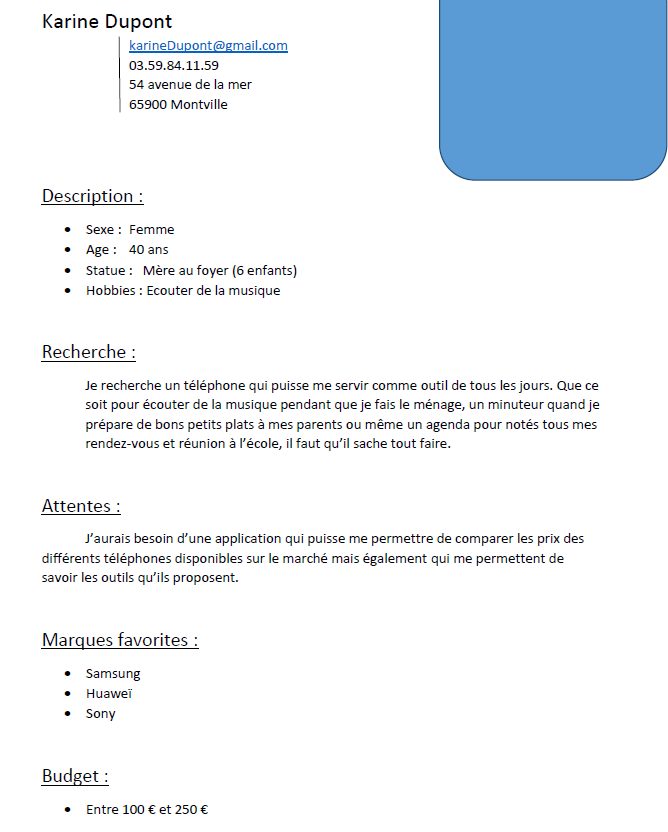 Karine Dupont
karineDupont@gmail.com
03.59.84.11.59
54 avenue de la mer
65900 Montville
Description :
• Sexe : Femme
• Age : 40 ans
• Statue : Mère au foyer (6 enfants)
• Hobbies : Ecouter de la musique
Recherche :
Je recherche un téléphone qui puisse me servir comme outil de tous les jours. Que ce
soit pour écouter de la musique pendant que je fais le ménage, un minuteur quand je
prépare de bons petits plats à mes parents ou même un agenda pour notés tous mes
rendez-vous et réunion à l’école, il faut qu’il sache tout faire.
Attentes :
J’aurais besoin d’une application qui puisse me permettre de comparer les prix des
différents téléphones disponibles sur le marché mais également qui me permettent de
savoir les outils qu’ils proposent.
Marques favorites :
• Samsung
• Huaweï
• Sony
Budget :
• Entre 100 € et 250 €